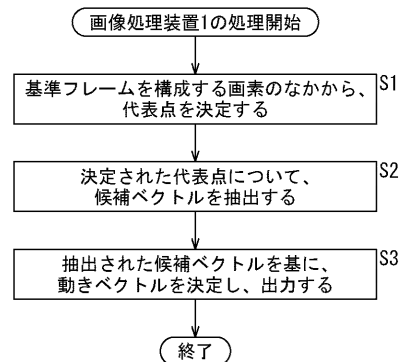 画像処理装置1の処理開始
基準フレームを構成する画素のなかから、
代表点を決定する
S1
決定された代表点について、
候補ベクトルを抽出する
S2
抽出された候補ベクトルを基に、
動きベクトルを決定し、出力する
S3
終了